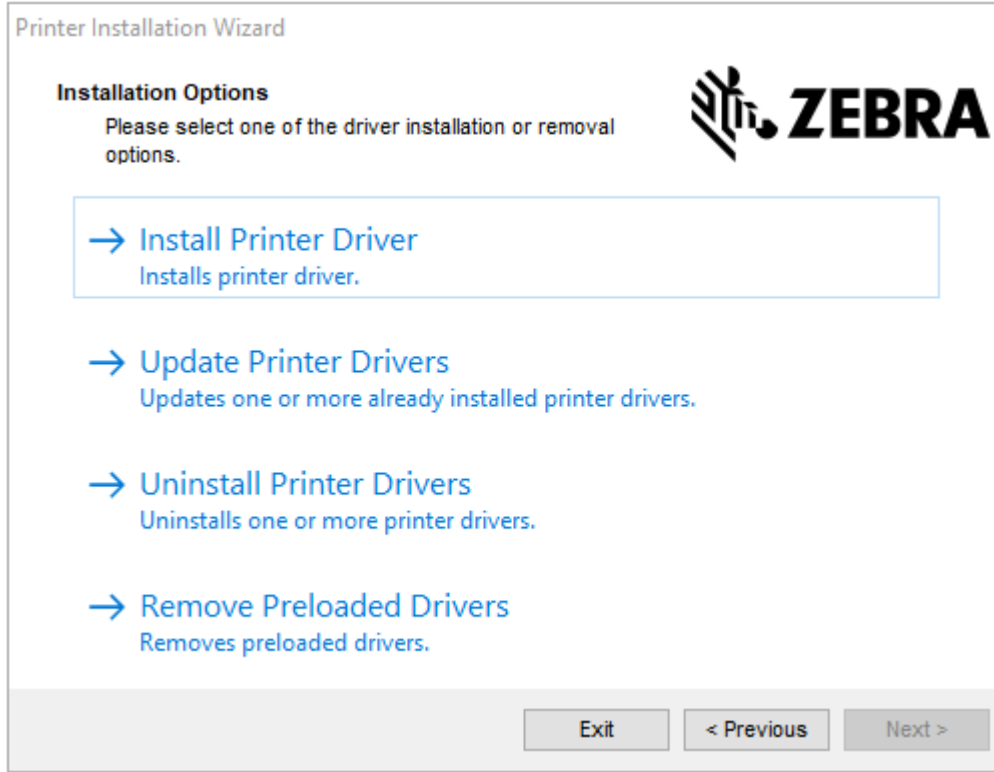 Printer Installation Wizard
Installation Options
Please select one of the driver installation or removal
options.
ZEBRA
Install Printer Driver
Installs printer driver.
Update Printer Drivers
Updates one or more already installed printer drivers.
Uninstall Printer Drivers
Uninstalls one or more printer drivers.
Remove Preloaded Drivers
Removes preloaded drivers.
Exit
< Previous
Next >